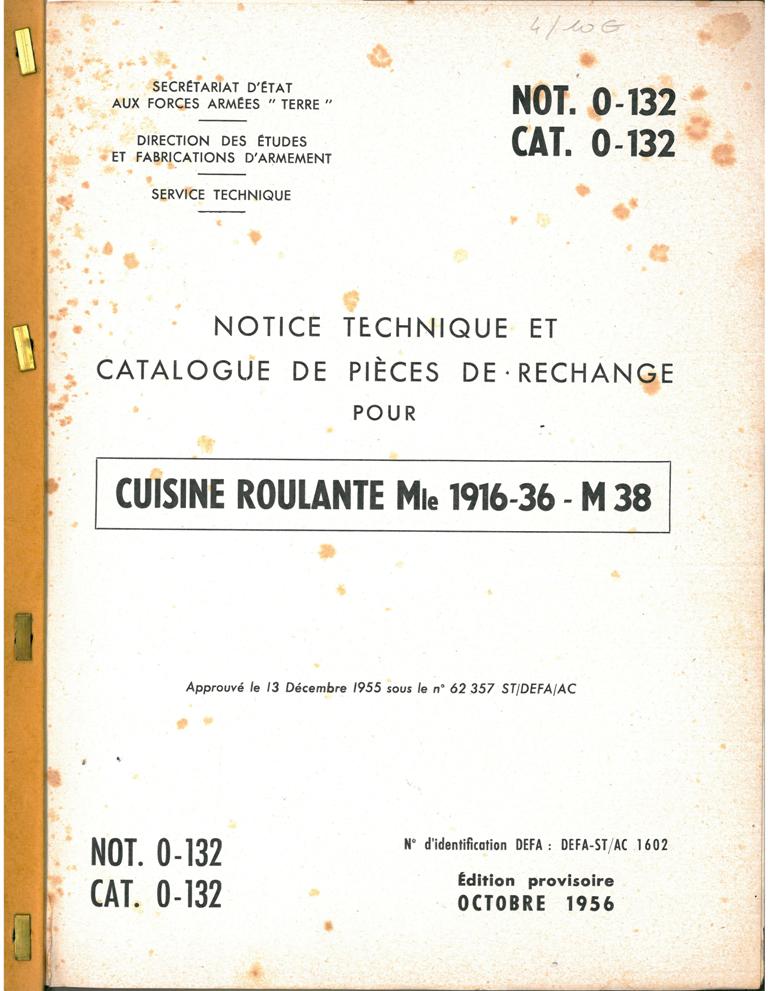 4/10G
SECRÉTARIAT D'ÉTAT
AUX FORCES ARMÉES " TERRE "
DIRECTION DES ÉTUDES
ET FABRICATIONS D'ARMEMENT
SERVICE TECHNIQUE
NOT. 0-132
CAT. 0-132
NOTICE TECHNIQUE ET
CATALOGUE DE PIÈCES DE·RECHANGE
POUR
CUISINE ROULANTE Mle 1916-36 - M 38
Approuvé le 13 Décembre 1955 sous le n° 62 357 ST/DEFA/AC
NOT. 0-132
CAT. 0-132
N° d'identification DEFA : DEFA-ST/AC 1602
Édition provisoire
OCTOBRE 1956